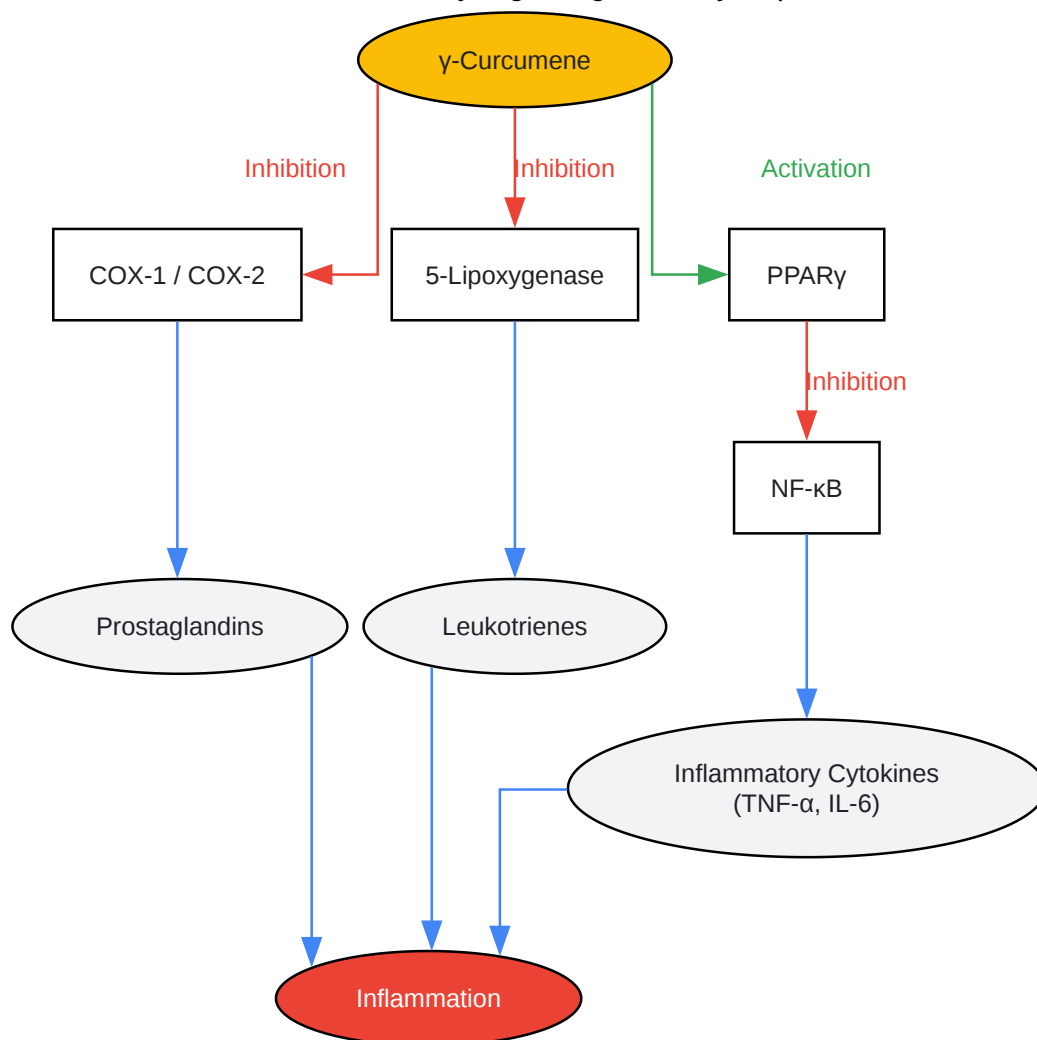 γ-Curcumene
Inhibition
Inhibition
Activation
COX-1 / COX-2
5-Lipoxygenase
PPARγ
Inhibition
NF-κB
Prostaglandins
Leukotrienes
Inflammatory Cytokines
(TNF-α, IL-6)
Inflammation